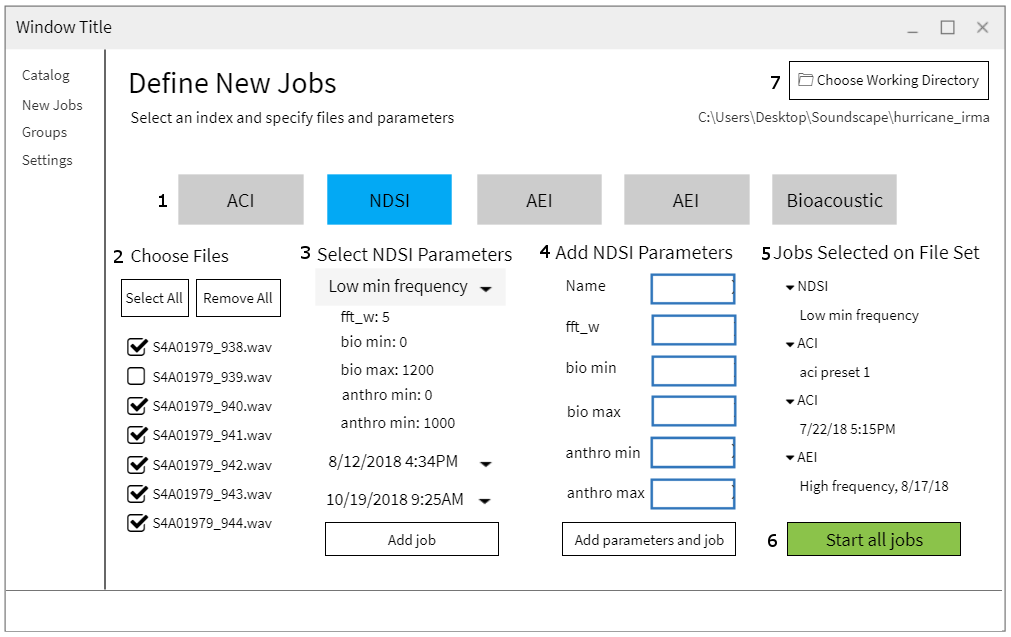 Window Title
Catalog
New Jobs
Groups
Settings
Define New Jobs
Select an index and specify files and parameters
7 Choose Working Directory
C:\Users\Desktop\Soundscape\hurricane_irma
1 ACI NDSI AEI AEI Bioacoustic
2 Choose Files
Select All Remove All
S4A01979_938.wav
S4A01979_939.wav
S4A01979_940.wav
S4A01979_941.wav
S4A01979_942.wav
S4A01979_943.wav
S4A01979_944.wav
3 Select NDSI Parameters
Low min frequency
fft_w: 5
bio min: 0
bio max: 1200
anthro min: 0
anthro min: 1000
8/12/2018 4:34PM
10/19/2018 9:25AM
Add job
4 Add NDSI Parameters
Name
fft_w
bio min
bio max
anthro min
anthro max
Add parameters and job
5 Jobs Selected on File Set
NDSI
Low min frequency
ACI
aci preset 1
ACI
7/22/18 5:15PM
AEI
High frequency, 8/17/18
6 Start all jobs